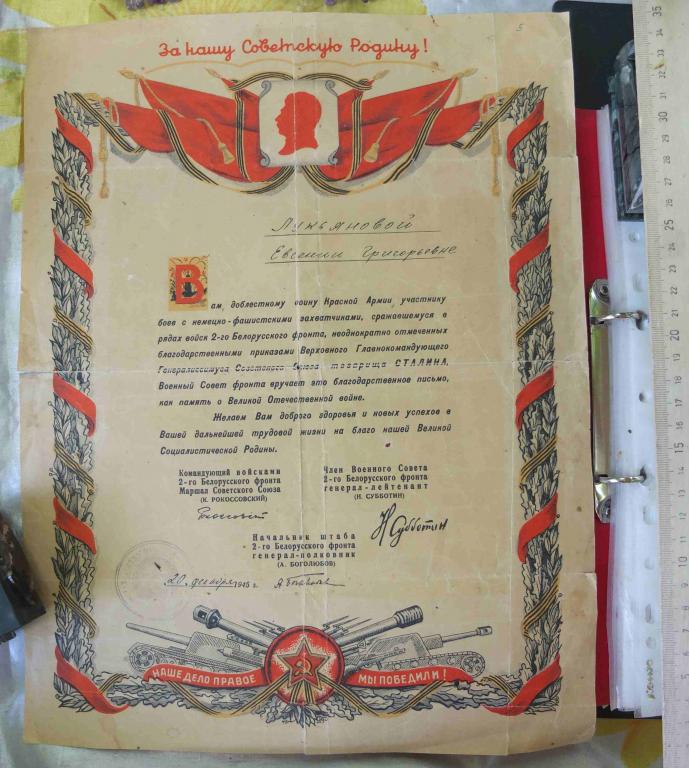 За нашу Советскую Родину!
5
Лукьяновой
Евгении Григорьевне
Вам, доблестному воину Красной Армии, участнику
боев с немецко-фашистскими захватчинами, сражавшемуся в
рядах войск 2-го Белорусского фронта, неоднократно отмеченных
благодарственными приказами Верховного Главнокомандующего
Генералиссимуса Советского Союза товарища СТАЛИНА,
Военный Совет фронта вручает это благодарственное письмо,
как память о Великой Отечественной войне.
Желаем Вам доброго здоровья и новых успехов в
Вашей дальнейшей трудовой жизни на благо нашей Великой
Социалистической Родины.
Командующий войсками
2-го Белорусского фронта
Маршал Советского Союза
(К. РОКОССОВСКИЙ)
Член Военного Совета
2-го Белорусского фронта
генерал-лейтенант
(Н. СУББОТИН)
Н Субботин
Начальник штаба
2-го Белорусского фронта
генерал-полковник
(А. БОГОЛЮБОВ)
20 декабря 1945 г.
НАШЕ ДЕЛО ПРАВОЕ МЫ ПОБЕДИЛИ!